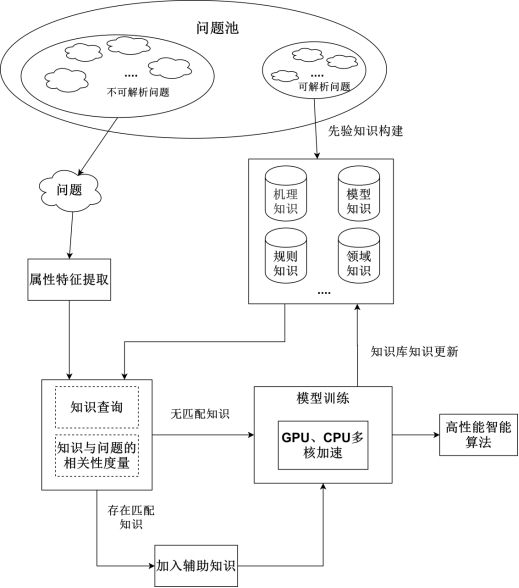 问题池
....
不可解析问题
....
可解析问题
先验知识构建
问题
机理
知识
模型
知识
规则
知识
领域
知识
....
属性特征提取
知识库知识更新
知识查询
知识与问题的
相关性度量
无匹配知识
模型训练
GPU、CPU多
核加速
高性能智能
算法
存在匹配
知识
加入辅助知识